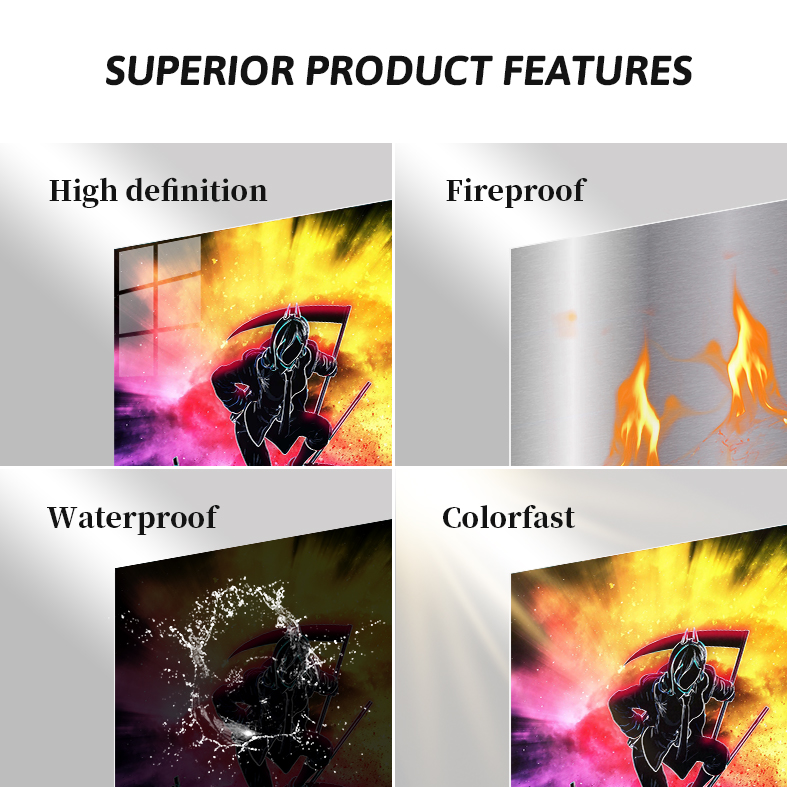 SUPERIOR PRODUCT FEATURES
High definition
Fireproof
Waterproof
Colorfast